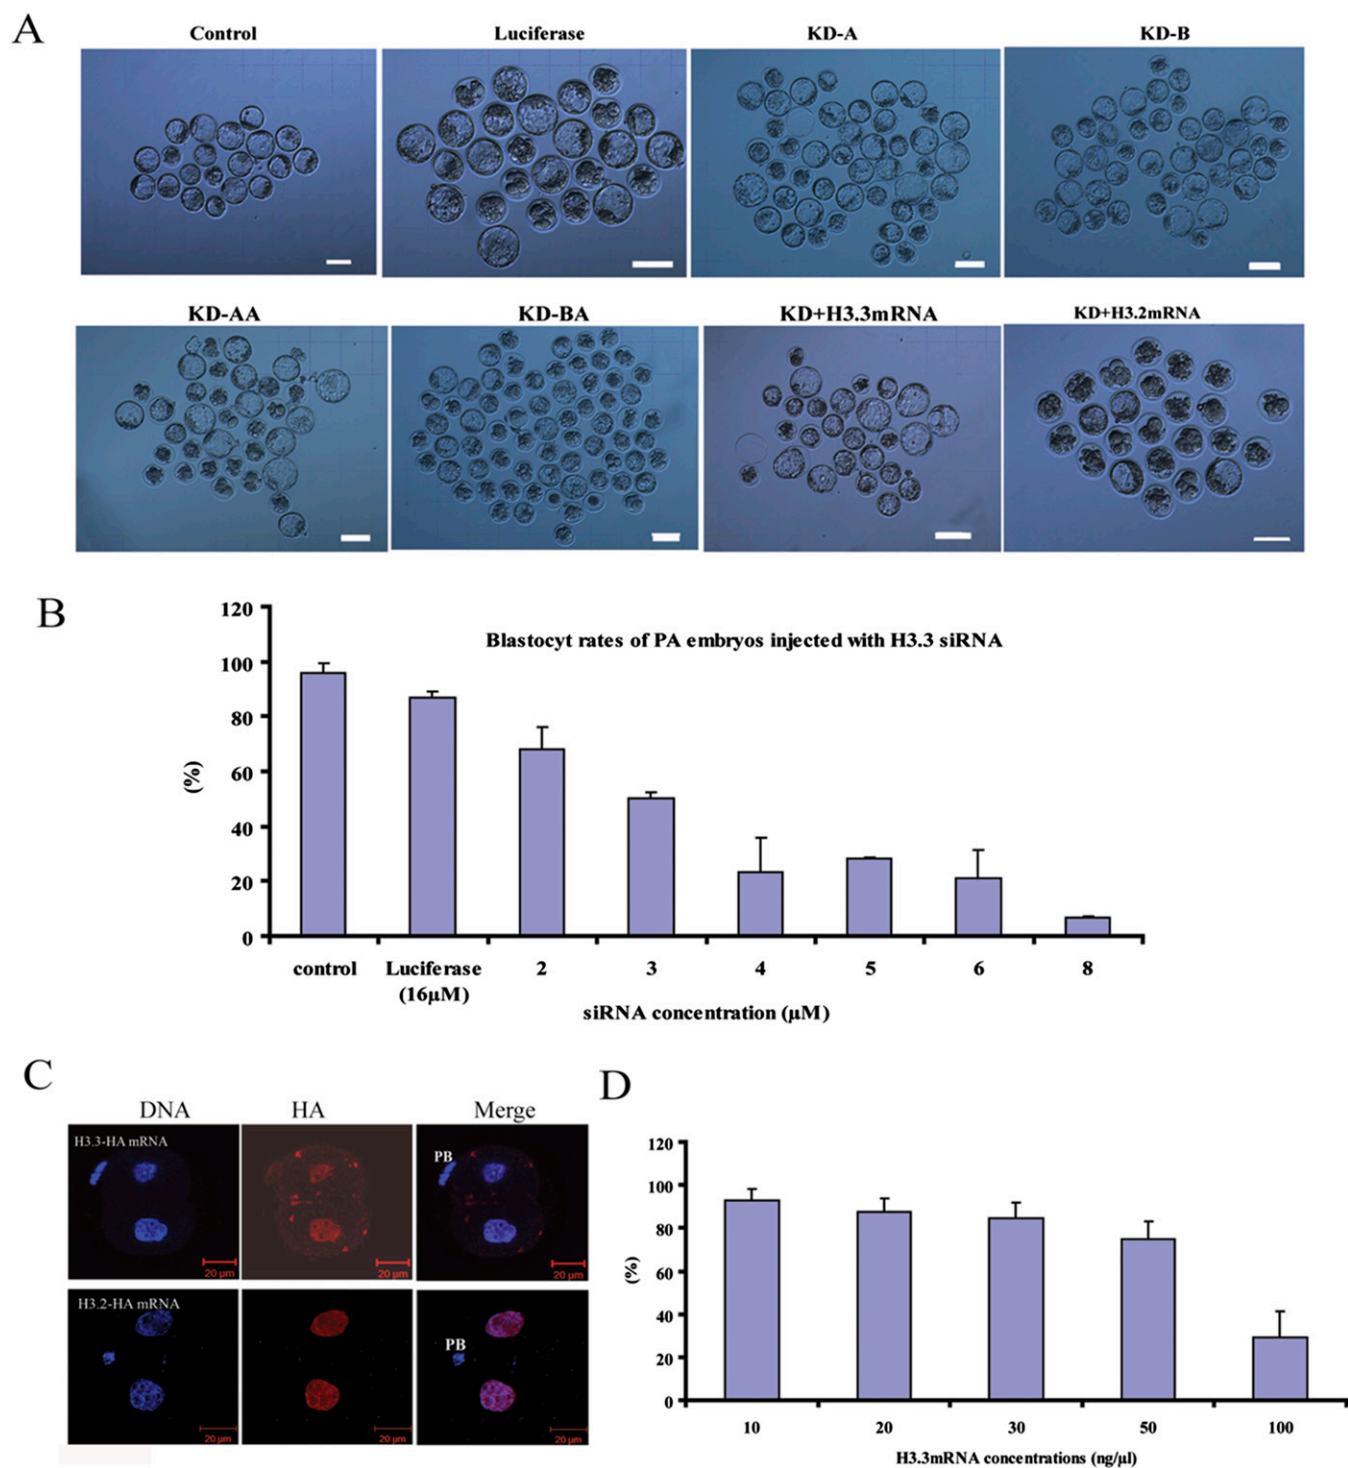 A
Control
Luciferase
KD-A
KD-B
KD-AA
KD-BA
KD+H3.3mRNA
KD+H3.2mRNA
B
Blastocyt rates of PA embryos injected with H3.3 siRNA
120
100
80
60
40
20
0
(%)
control
Luciferase
(16μM)
2
3
4
5
6
8
siRNA concentration (μM)
C
DNA
HA
Merge
H3.3-HA mRNA
PB
20 μm
20 μm
20 μm
H3.2-HA mRNA
PB
20 μm
20 μm
20 μm
D
120
100
80
60
40
20
0
(%)
10
20
30
50
100
H3.3mRNA concentrations (ng/μl)